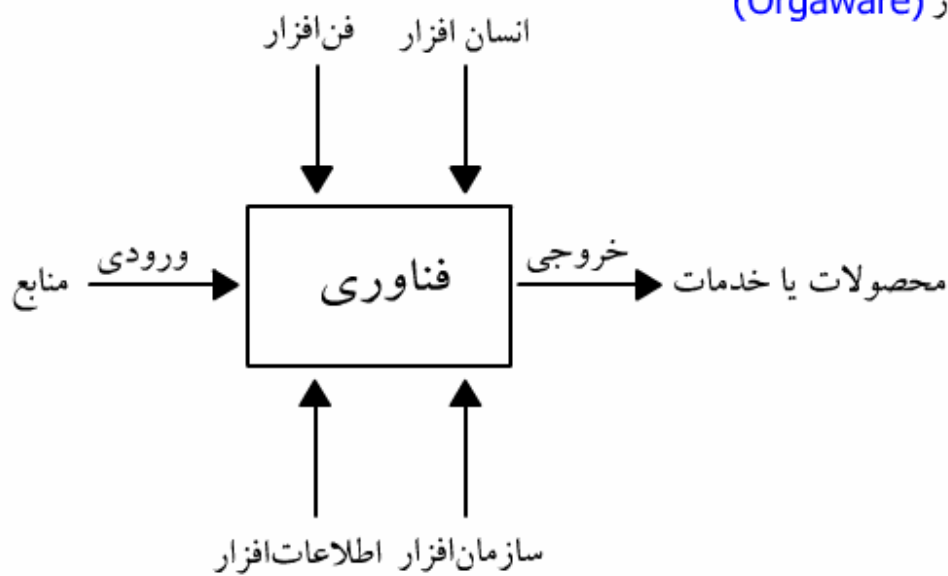 ر (Orgaware)
انسان افزار
فن‌افزار
منابع
ورودی
فناوری
خروجی
محصولات یا خدمات
سازمان‌افزار
اطلاعات‌افزار